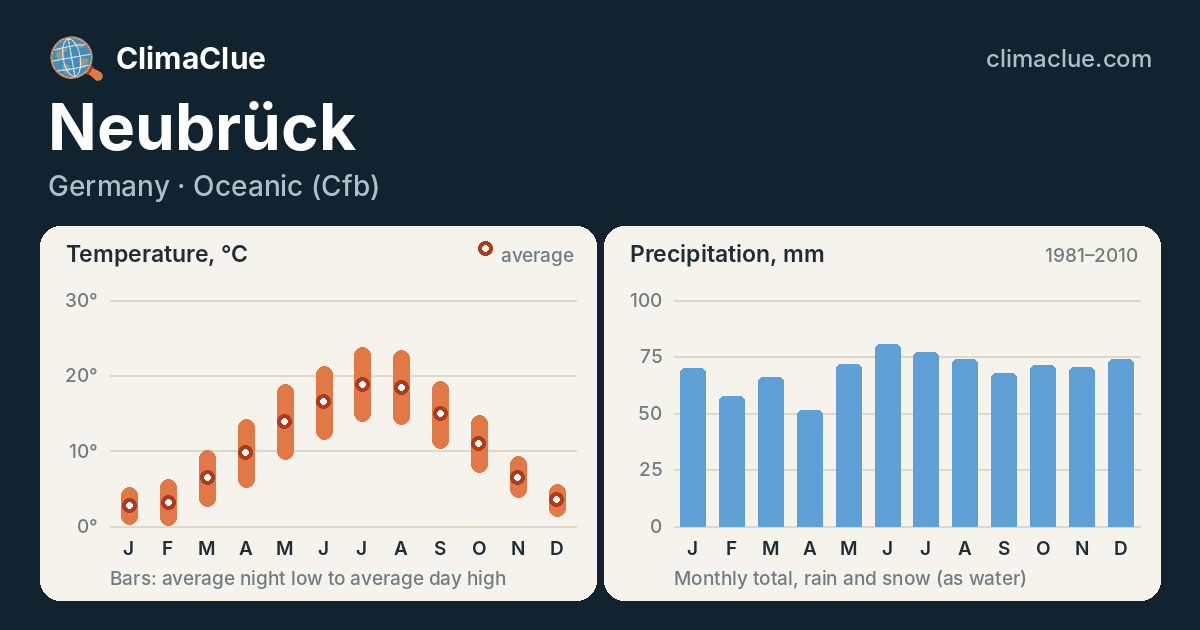 ClimaClue
climaclue.com
Neubrück
Germany · Oceanic (Cfb)
Temperature, °C
average
30°
20°
10°
0°
J F M A M J J A S O N D
Bars: average night low to average day high
Precipitation, mm
1981–2010
100
75
50
25
0
J F M A M J J A S O N D
Monthly total, rain and snow (as water)